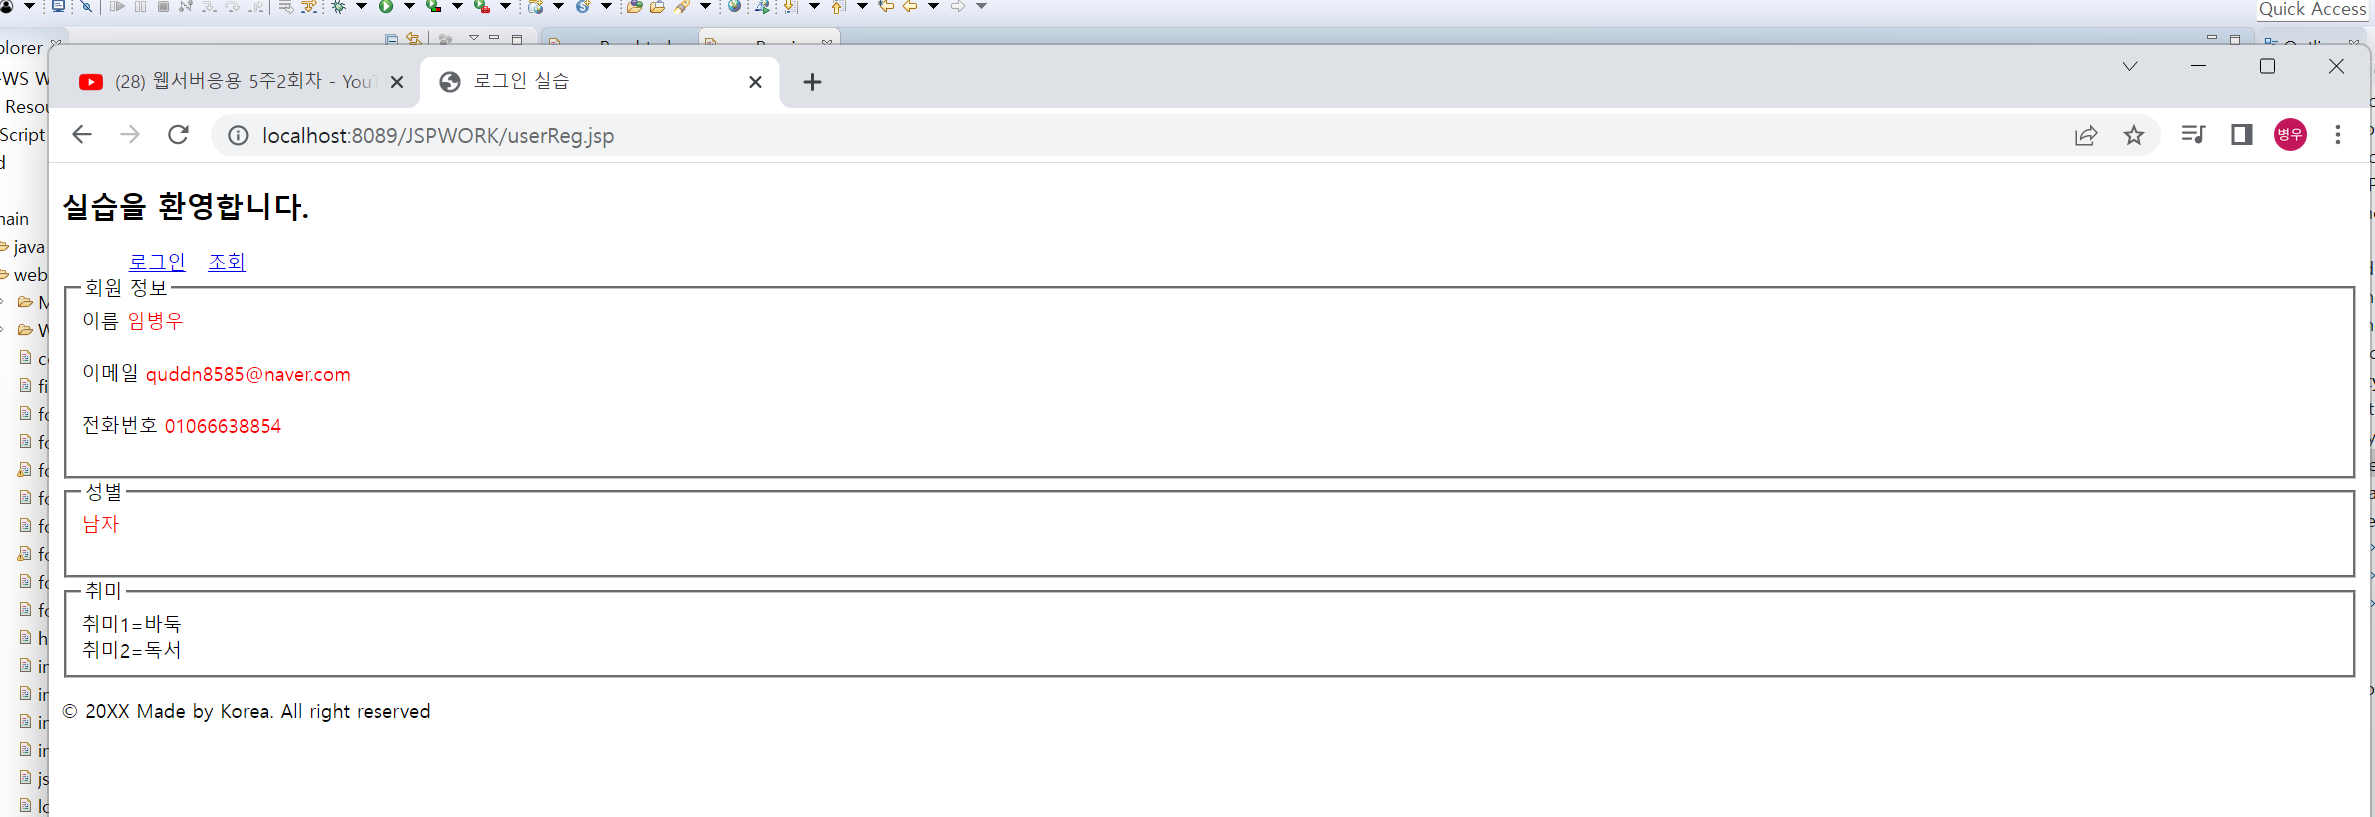 Quick Access
plorer
-WS W
Resou
Script
d
nain
java
web
(28) 웹서버응용 5주2회차 - YouT
로그인 실습
localhost:8089/JSPWORK/userReg.jsp
병우
실습을 환영합니다.
로그인 조회
회원 정보
이름 임병우
이메일 quddn8585@naver.com
전화번호 01066638854
성별
남자
취미
취미1=바둑
취미2=독서
© 20XX Made by Korea. All right reserved